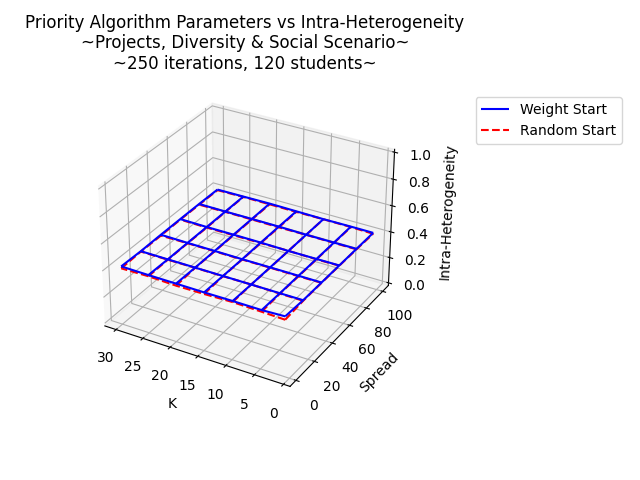 Priority Algorithm Parameters vs Intra-Heterogeneity
~Projects, Diversity & Social Scenario~
~250 iterations, 120 students~
Weight Start
Random Start
Intra-Heterogeneity
1.0
0.8
0.6
0.4
0.2
0.0
100
80
60
40
20
0
Spread
30
25
20
15
10
5
0
K